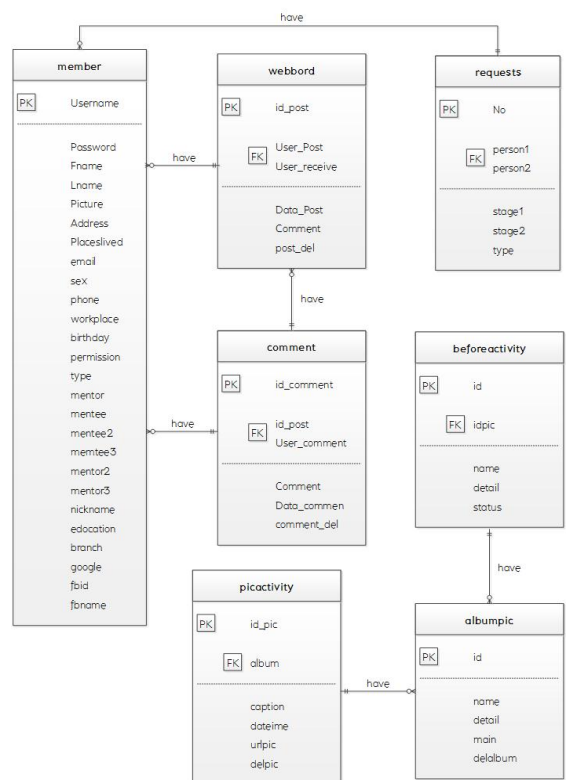 have
member
PK Username
Password
Fname
Lname
Picture
Address
Placeslived
email
sex
phone
workplace
birthday
permission
type
mentor
mentee
mentee2
memtee3
mentor2
mentor3
nickname
edocation
branch
google
fbid
fbname
have
webbord
PK id_post
FK User_Post
User_receive
Data_Post
Comment
post_del
requests
PK No
FK person1
person2
stage1
stage2
type
have
comment
PK id_comment
FK id_post
User_comment
Comment
Data_commen
comment_del
have
beforeactivity
PK id
FK idpic
name
detail
status
have
picactivity
PK id_pic
FK album
caption
dateime
urlpic
delpic
have
albumpic
PK id
name
detail
main
delalbum